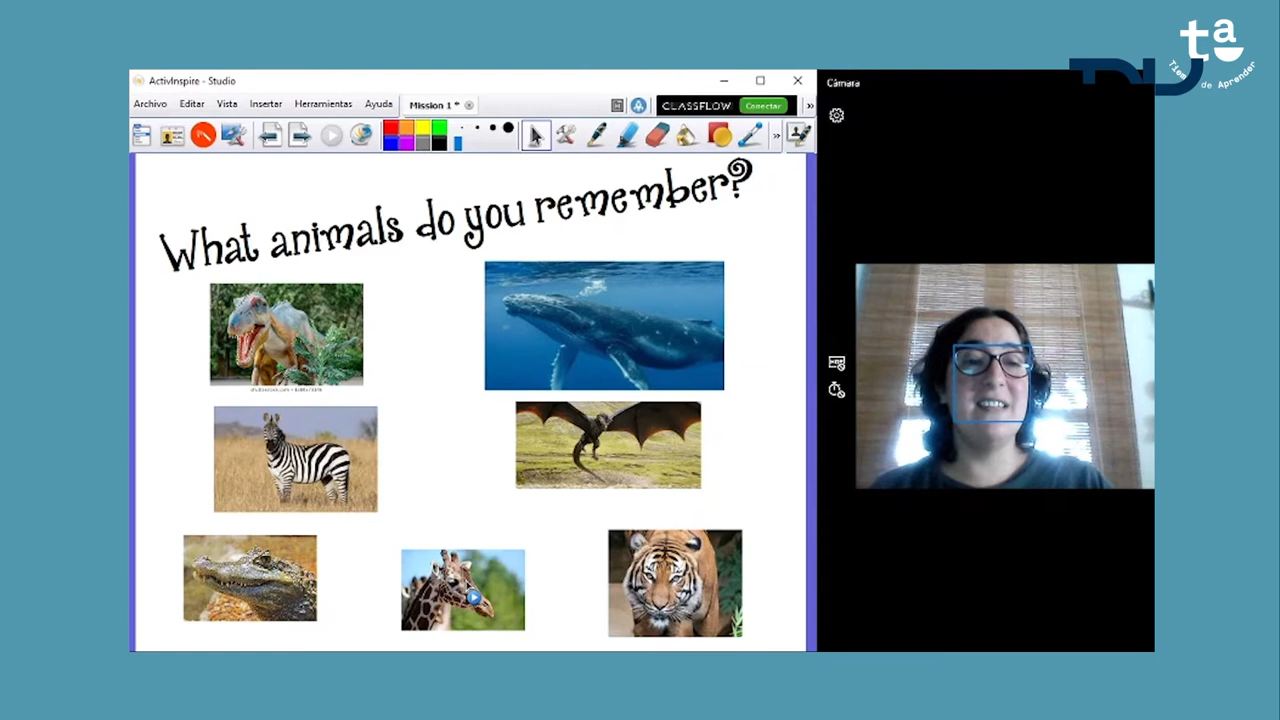 ta
Tiempo de Aprender
ActivInspire - Studio
Cámara
Archivo Editar Vista Insertar Herramientas Ayuda Mission 1 * CLASSFLOW Conectar »
»
What animals do you remember?